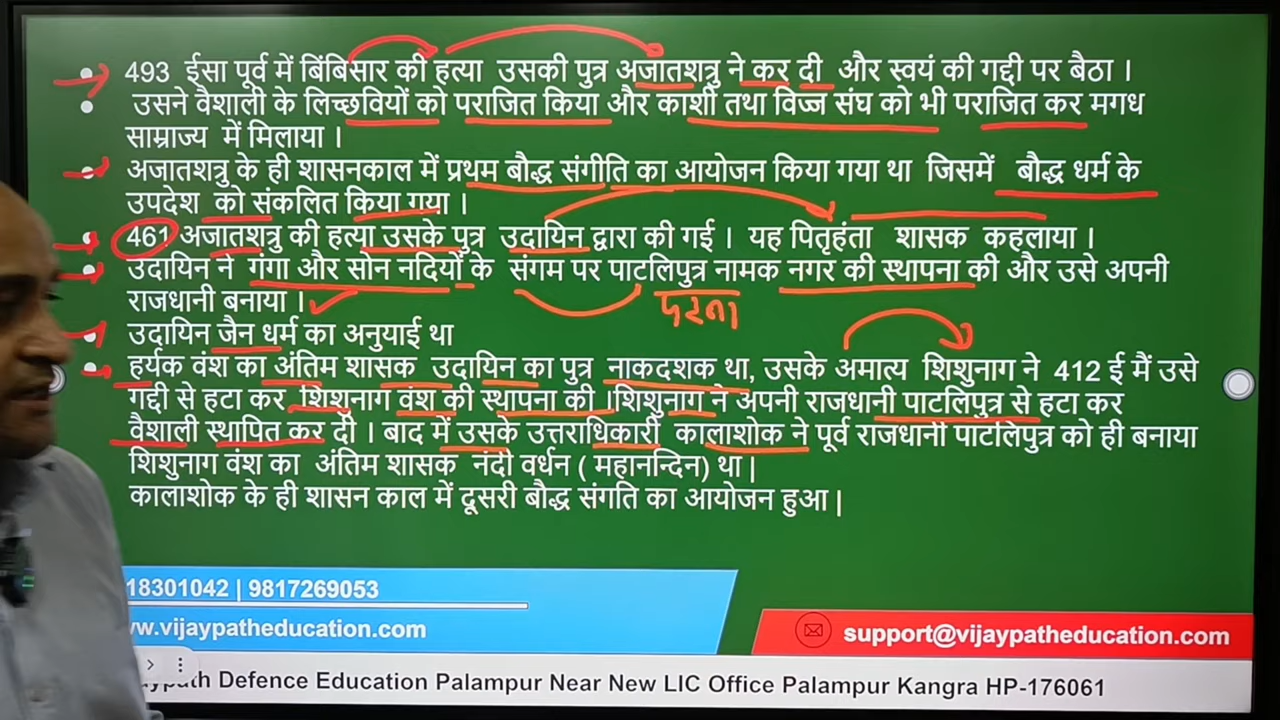 493 ईसा पूर्व में बिंबिसार की हत्या उसकी पुत्र अजातशत्रु ने कर दी और स्वयं की गद्दी पर बैठा ।
उसने वैशाली के लिच्छवियों को पराजित किया और काशी तथा विज्ज संघ को भी पराजित कर मगध
साम्राज्य में मिलाया ।
अजातशत्रु के ही शासनकाल में प्रथम बौद्ध संगीति का आयोजन किया गया था जिसमें बौद्ध धर्म के
उपदेश को संकलित किया गया ।
461 अजातशत्रु की हत्या उसके पुत्र उदायिन द्वारा की गई । यह पितृहंता शासक कहलाया ।
उदायिन ने गंगा और सोन नदियों के संगम पर पाटलिपुत्र नामक नगर की स्थापना की और उसे अपनी
राजधानी बनाया ।
उदायिन जैन धर्म का अनुयाई था
हर्यक वंश का अंतिम शासक उदायिन का पुत्र नाकदशक था, उसके अमात्य शिशुनाग ने 412 ई मैं उसे
गद्दी से हटा कर शिशुनाग वंश की स्थापना की ।शिशुनाग ने अपनी राजधानी पाटलिपुत्र से हटा कर
वैशाली स्थापित कर दी । बाद में उसके उत्तराधिकारी कालाशोक ने पूर्व राजधानी पाटलिपुत्र को ही बनाया
शिशुनाग वंश का अंतिम शासक नंदी वर्धन ( महानन्दिन) था |
कालाशोक के ही शासन काल में दूसरी बौद्ध संगति का आयोजन हुआ |
18301042 | 9817269053
ww.vijaypatheducation.com
support@vijaypatheducation.com
Defence Education Palampur Near New LIC Office Palampur Kangra HP-176061